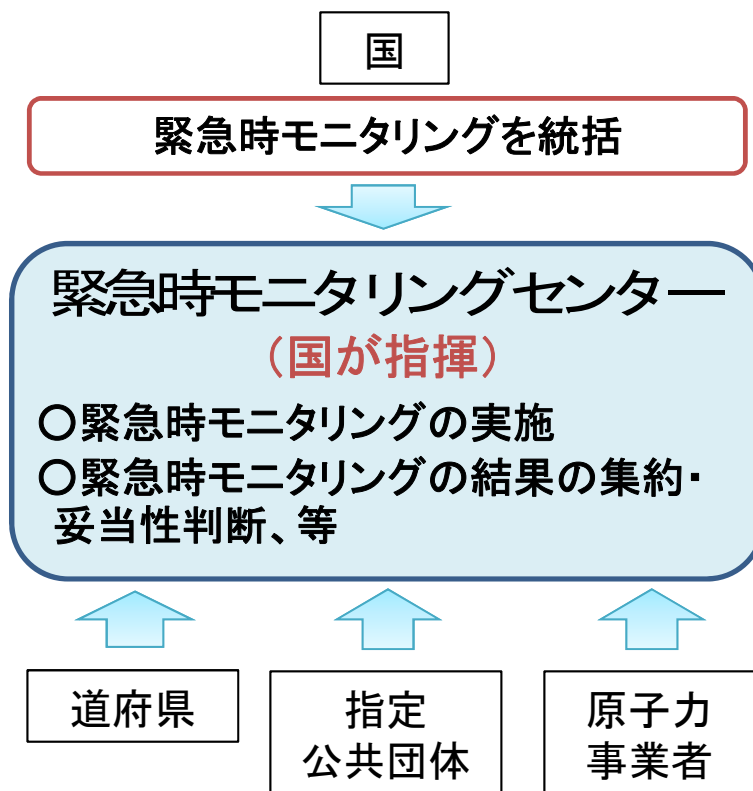 国
緊急時モニタリングを統括
緊急時モニタリングセンター
（国が指揮）
○緊急時モニタリングの実施
○緊急時モニタリングの結果の集約・
妥当性判断、等
道府県
指定
公共団体
原子力
事業者